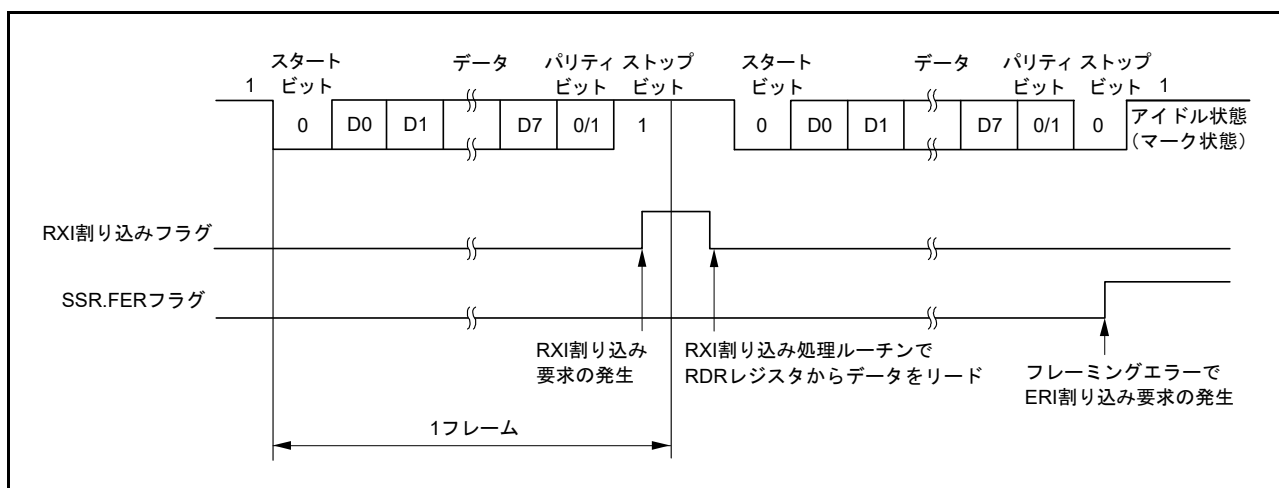 スタート
ビット
データ
パリティ
ビット
ストップ
ビット
スタート
ビット
データ
パリティ
ビット
ストップ
ビット
1
1
0
D0
D1
D7
0/1
1
0
D0
D1
D7
0/1
0
アイドル状態
（マーク状態）
RXI割り込みフラグ
SSR.FERフラグ
RXI割り込み
要求の発生
RXI割り込み処理ルーチンで
RDRレジスタからデータをリード
フレーミングエラーで
ERI割り込み要求の発生
1フレーム